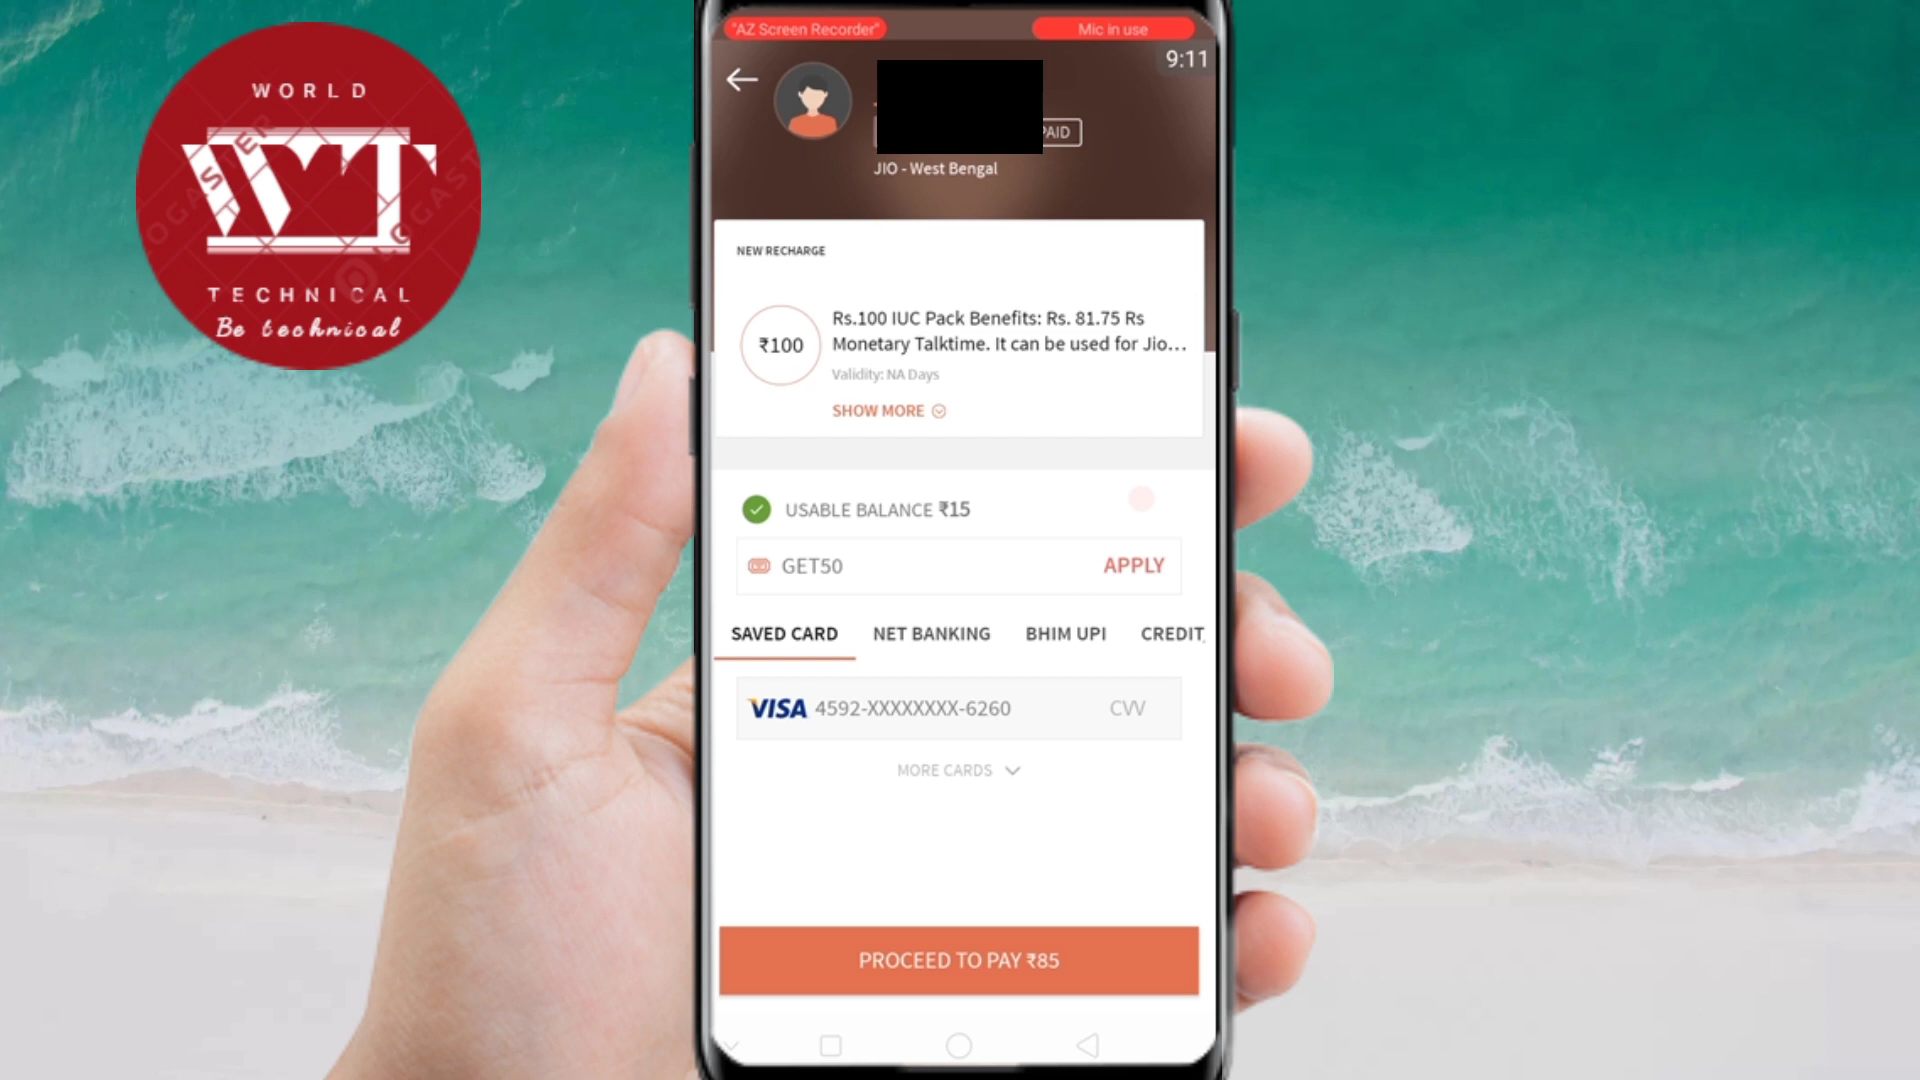 WORLD
WT
TECHNICAL
Be technical
"AZ Screen Recorder"
Mic in use
9:11
PAID
JIO - West Bengal
NEW RECHARGE
₹100
Rs.100 IUC Pack Benefits: Rs. 81.75 Rs
Monetary Talktime. It can be used for Jio...
Validity: NA Days
SHOW MORE
USABLE BALANCE ₹15
GET50
APPLY
SAVED CARD
NET BANKING
BHIM UPI
CREDIT
VISA 4592-XXXXXXXX-6260
CVV
MORE CARDS
PROCEED TO PAY ₹85